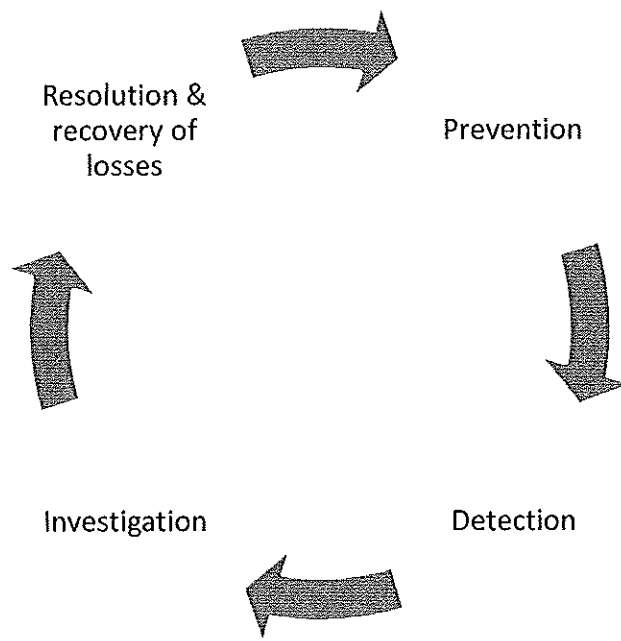 Resolution &
recovery of
losses
Prevention
Detection
Investigation